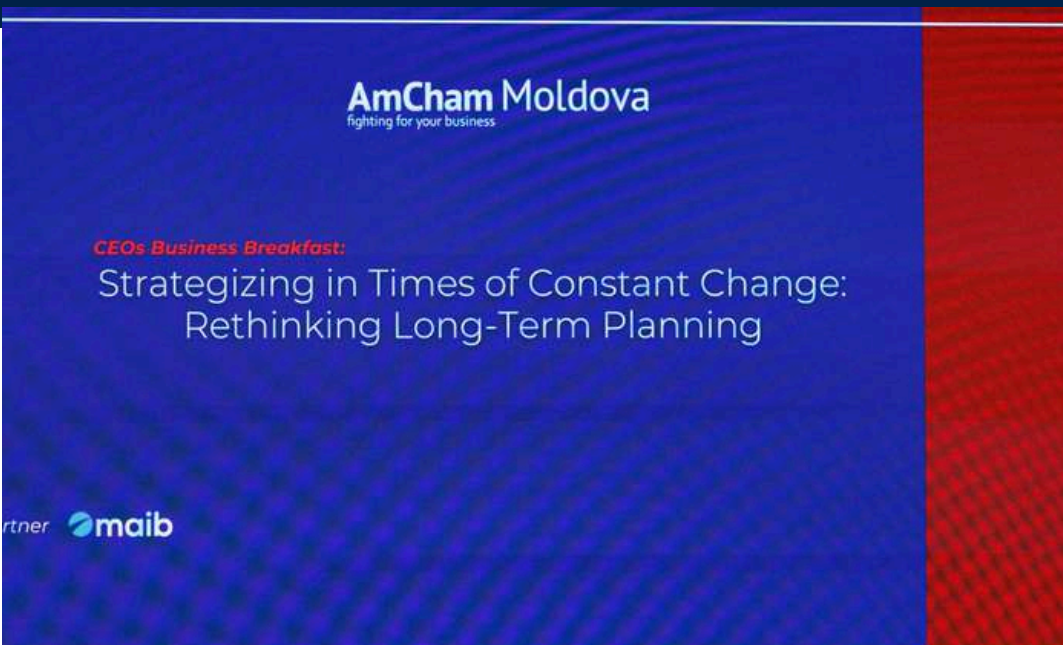 AmCham Moldova
fighting for your business
CEOs Business Breakfast:
Strategizing in Times of Constant Change:
Rethinking Long-Term Planning
rtner maib